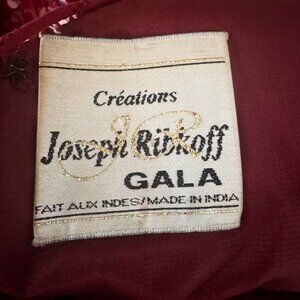 Créations
Joseph Ribkoff
GALA
FAIT AUX INDES/MADE IN INDIA